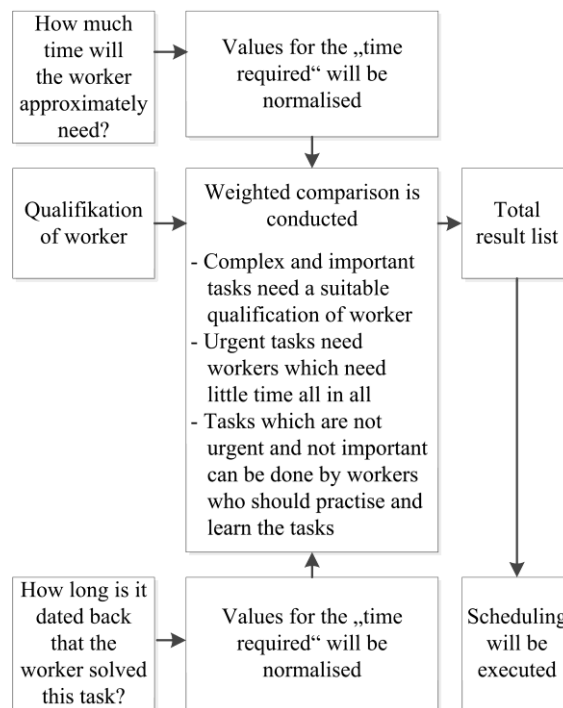 How much
time will
the worker
approximately
need?
Values for the „time
required“ will be
normalised
Qualifikation
of worker
Weighted comparison is
conducted
- Complex and important
tasks need a suitable
qualification of worker
- Urgent tasks need
workers which need
little time all in all
- Tasks which are not
urgent and not important
can be done by workers
who should practise and
learn the tasks
Total
result list
How long is it
dated back
that the
worker solved
this task?
Values for the „time
required“ will be
normalised
Scheduling
will be
executed